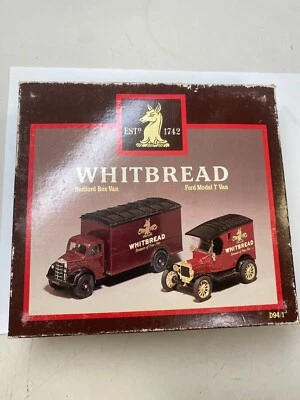 ESTD 1742
WHITBREAD
Bedford Box Van Ford Model T Van
WHITBREAD
WHITBREAD
D94/1